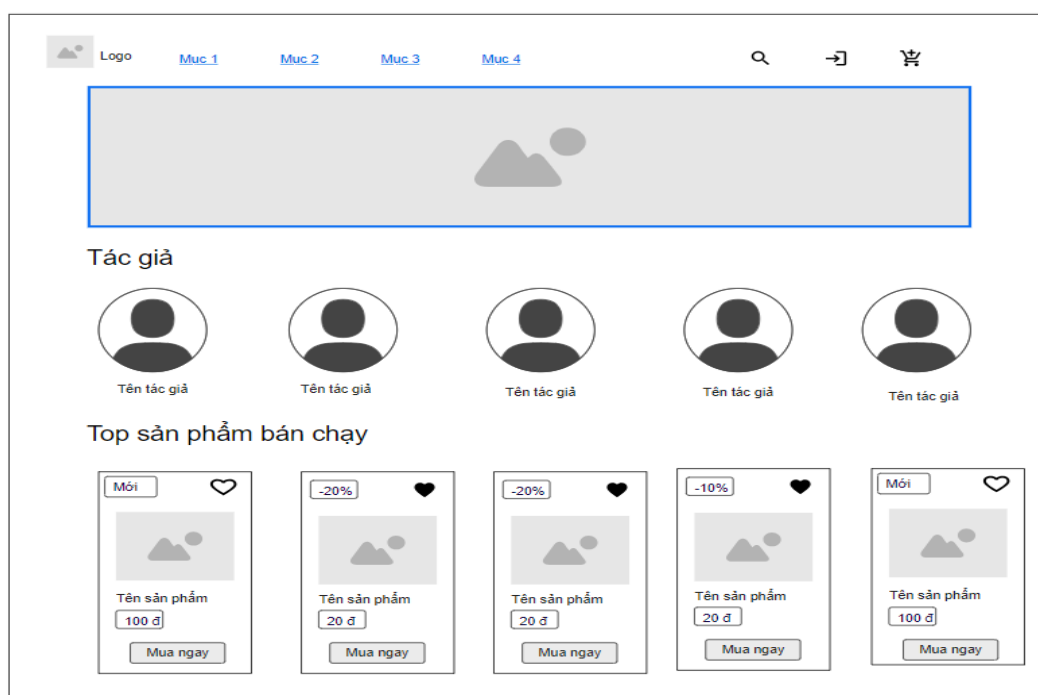 Logo Muc 1 Muc 2 Muc 3 Muc 4
Tác giả
Tên tác giả Tên tác giả Tên tác giả Tên tác giả Tên tác giả
Top sản phẩm bán chạy
Mới -20% -20% -10% Mới
Tên sản phẩm Tên sản phẩm Tên sản phẩm Tên sản phẩm Tên sản phẩm
100 đ 20 đ 20 đ 20 đ 100 đ
Mua ngay Mua ngay Mua ngay Mua ngay Mua ngay